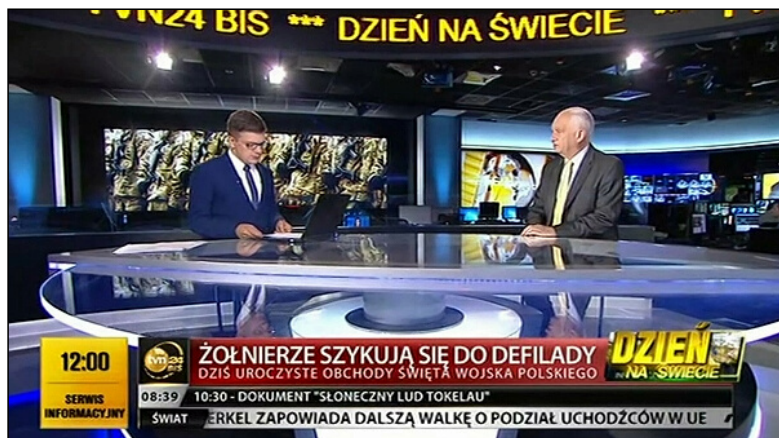 TVN24 BIS *** DZIEŃ NA ŚWIECIE ***
12:00
SERWIS INFORMACYJNY
tvn24 BIS
ŻOŁNIERZE SZYKUJĄ SIĘ DO DEFILADY
DZIŚ UROCZYSTE OBCHODY ŚWIĘTA WOJSKA POLSKIEGO
DZIEŃ
NA ŚWIECIE
08:39 10:30 - DOKUMENT "SŁONECZNY LUD TOKELAU"
ŚWIAT ERKEL ZAPOWIADA DALSZĄ WALKĘ O PODZIAŁ UCHODŹCÓW W UE